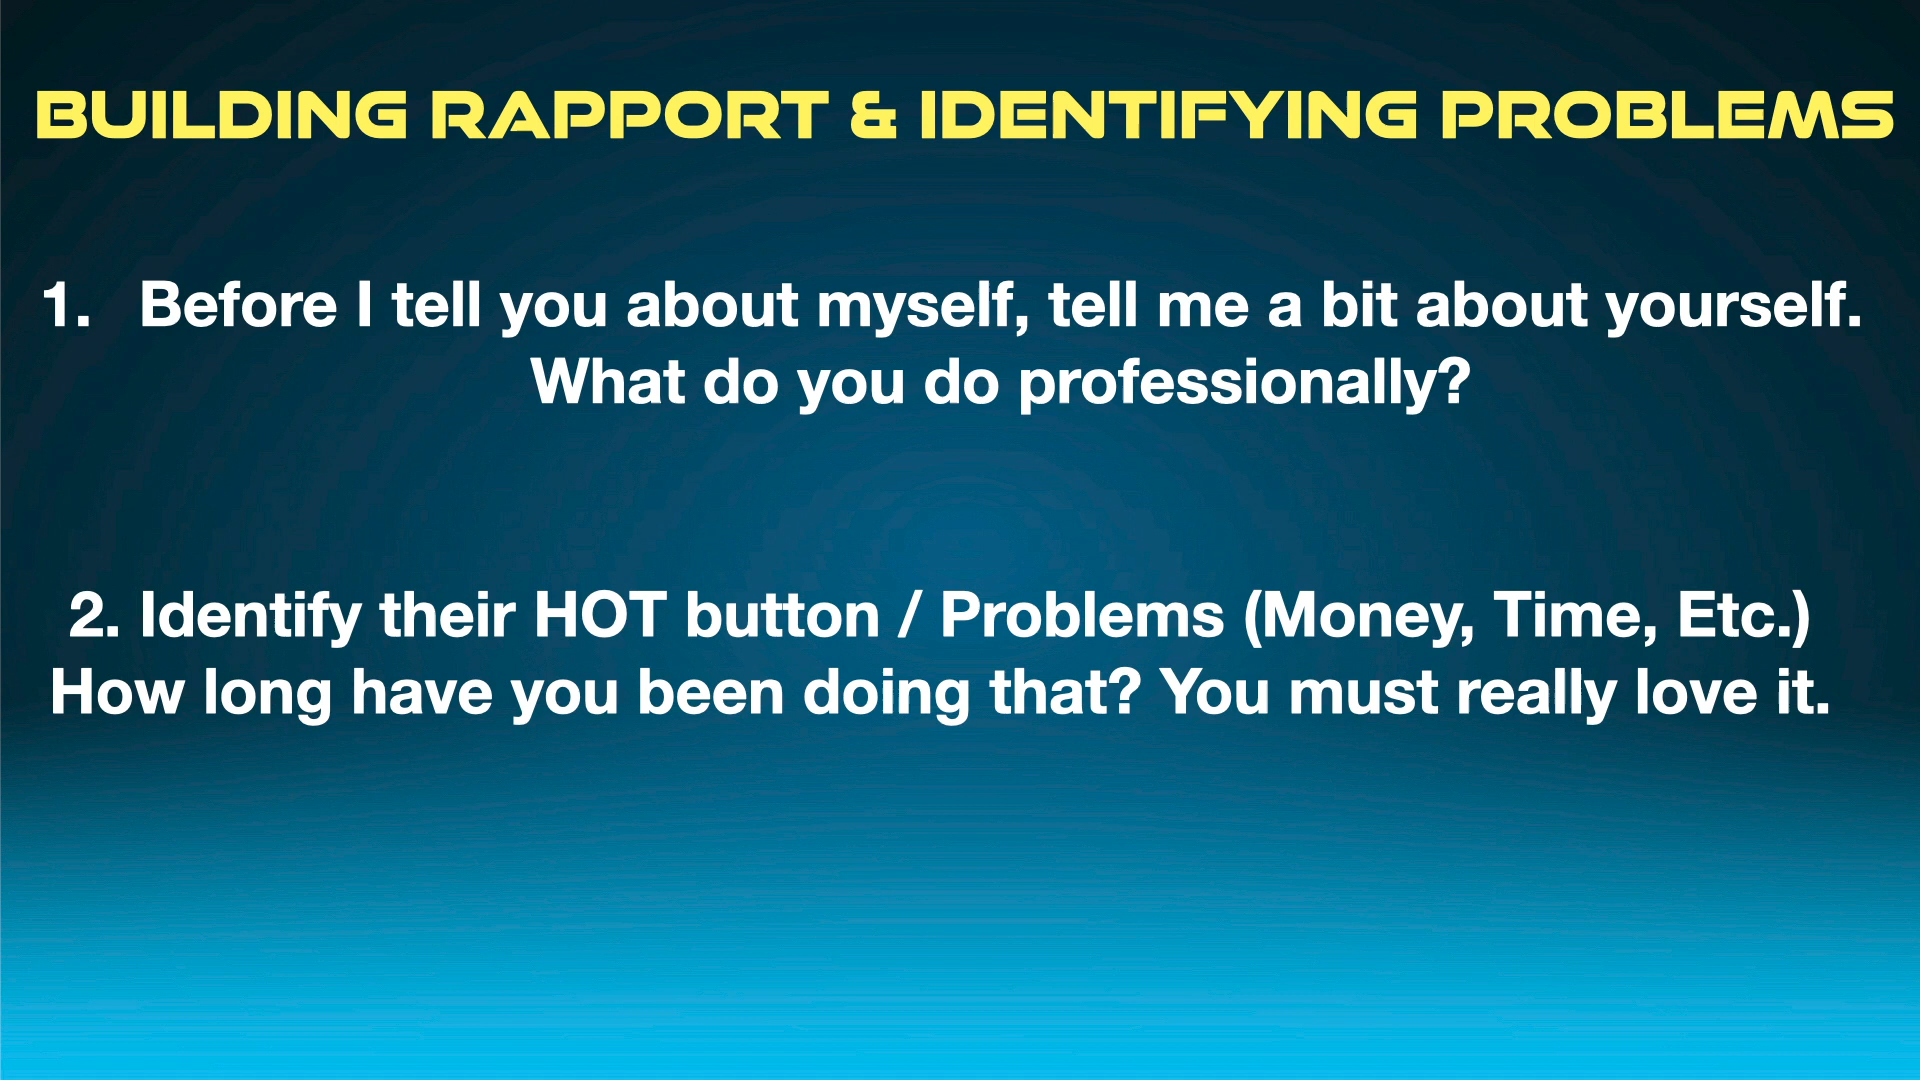 BUILDING RAPPORT & IDENTIFYING PROBLEMS
1. Before I tell you about myself, tell me a bit about yourself.
What do you do professionally?
2. Identify their HOT button / Problems (Money, Time, Etc.)
How long have you been doing that? You must really love it.